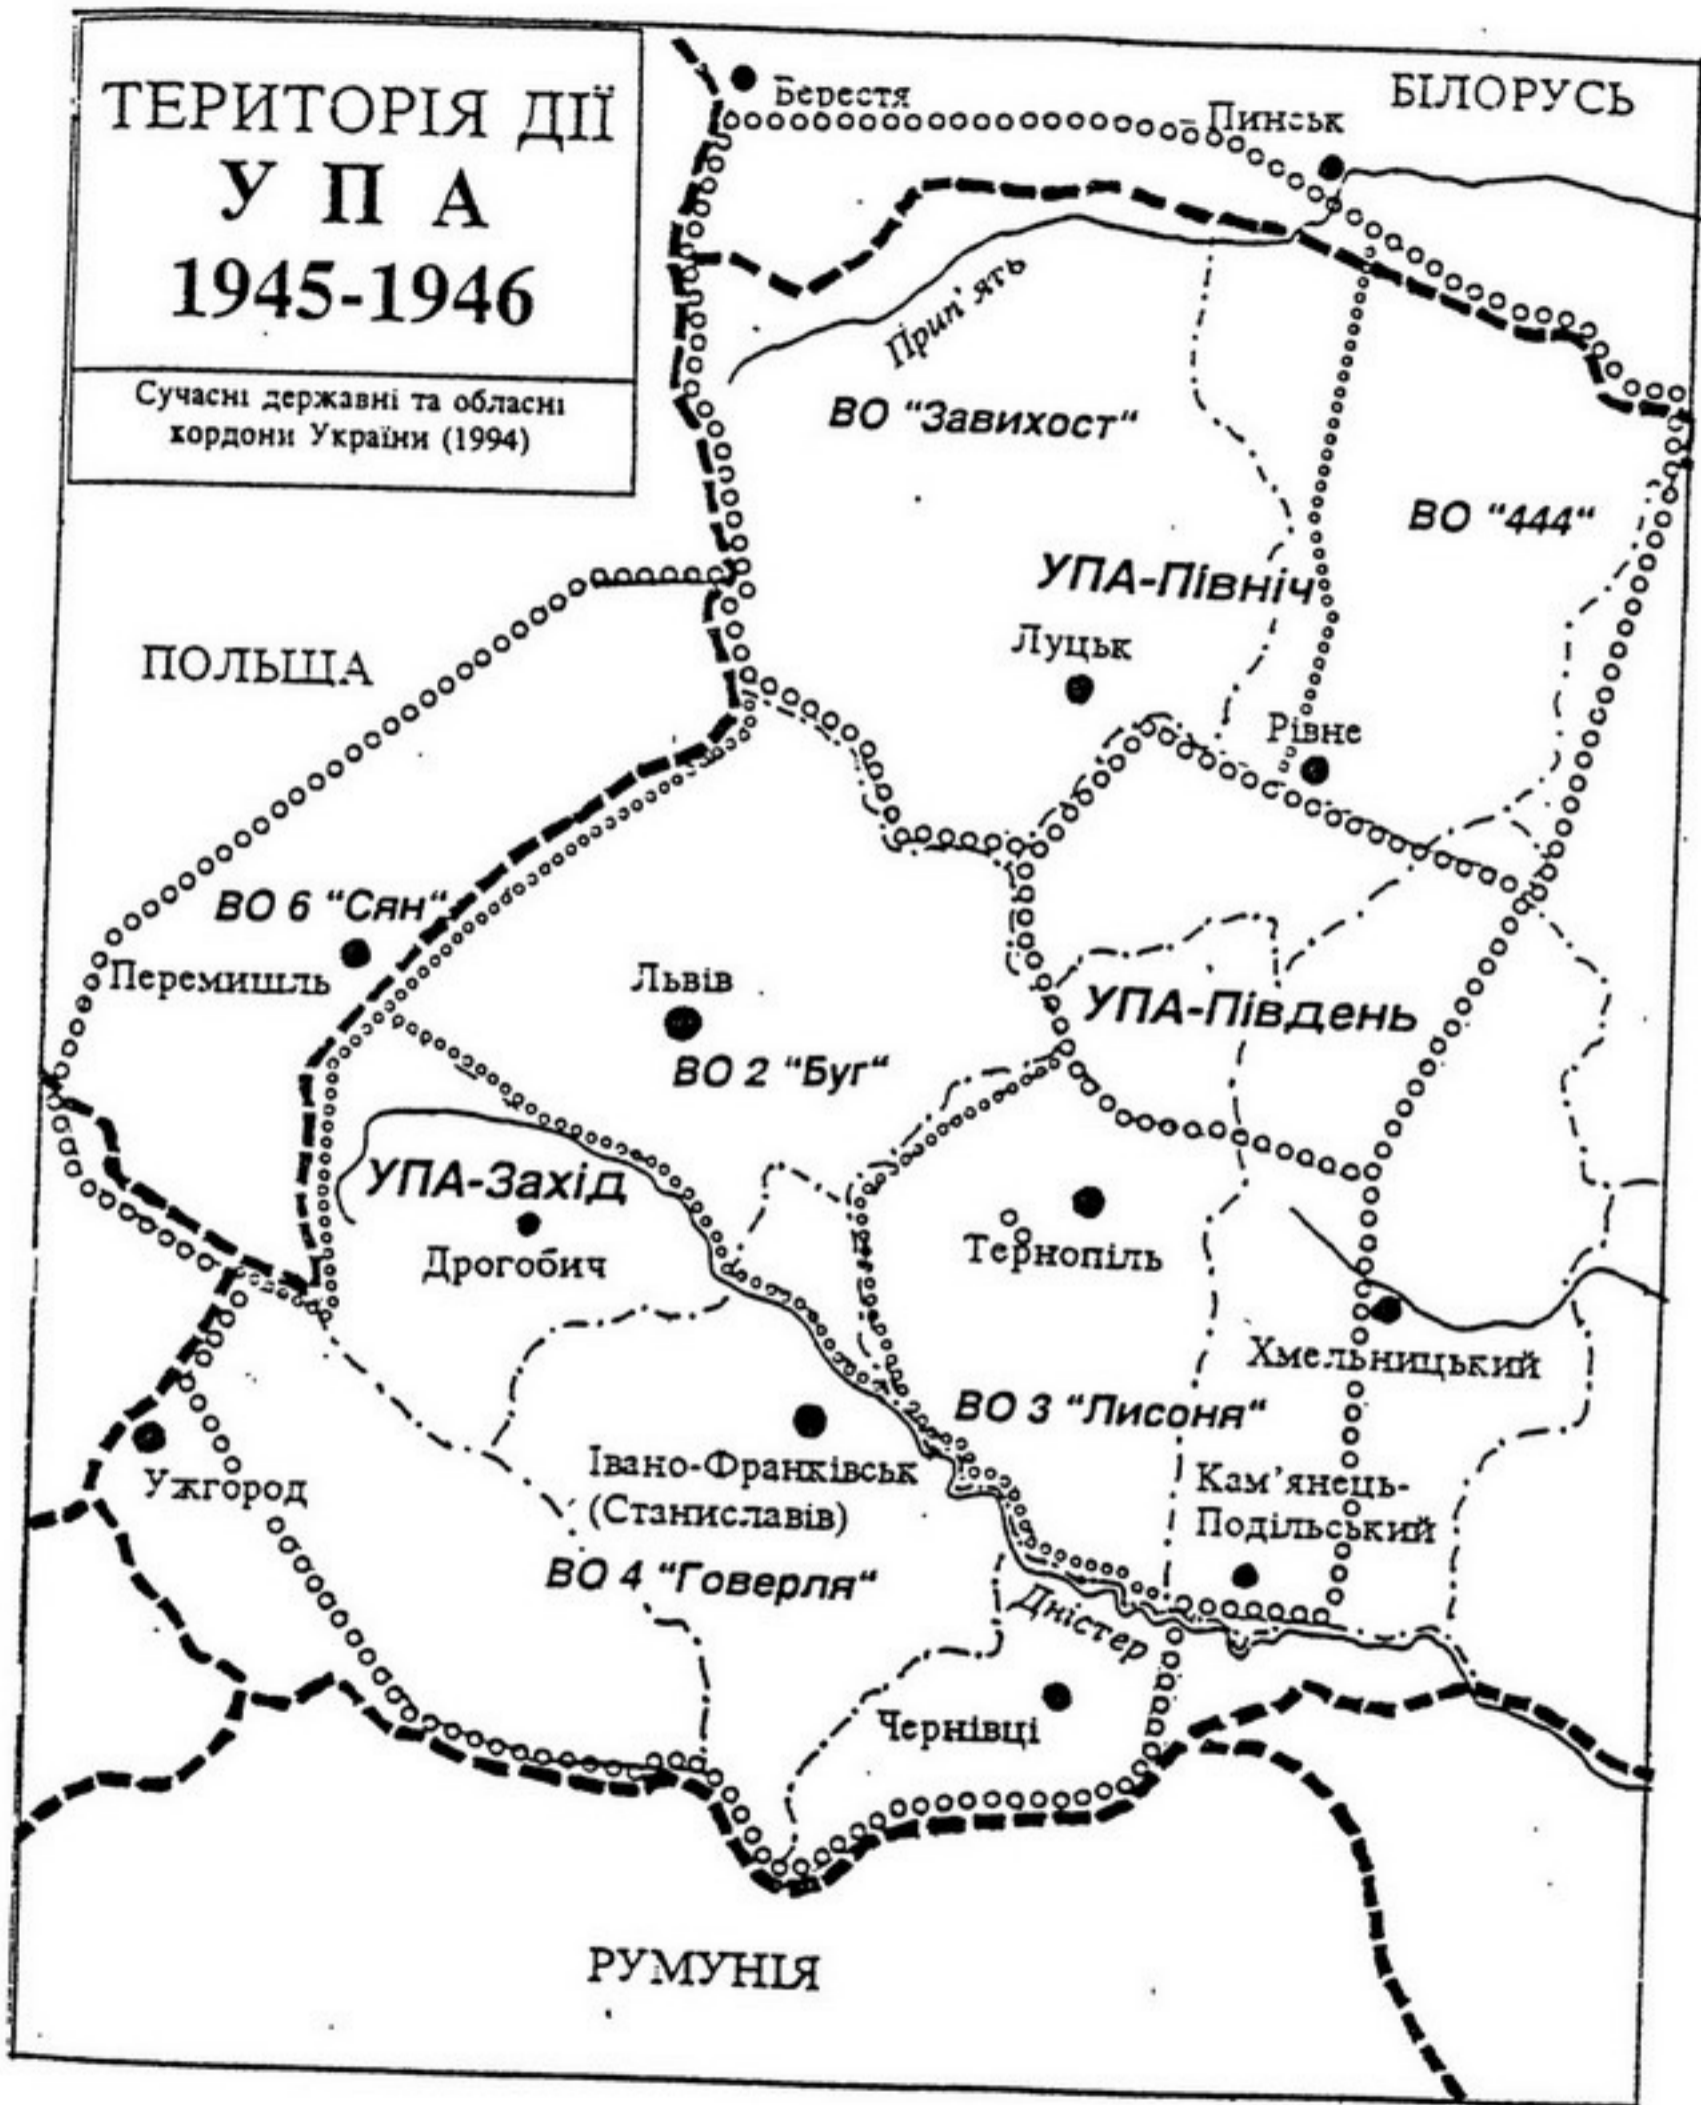 ТЕРИТОРІЯ ДІЇ
У П А
1945-1946
Сучасні державні та обласні
кордони України (1994)
Берестя
Пинськ
БІЛОРУСЬ
Прип'ять
ВО "Завихост"
ВО "444"
УПА-Північ
Луцьк
ПОЛЬЩА
Рівне
ВО 6 "Сян"
Перемишль
Львів
УПА-Південь
ВО 2 "Буг"
УПА-Захід
Дрогобич
Тернопіль
Хмельницький
ВО 3 "Лисоня"
Ужгород
Івано-Франківськ
(Станиславів)
Кам'янець-
Подільський
ВО 4 "Говерля"
Дністер
Чернівці
РУМУНІЯ